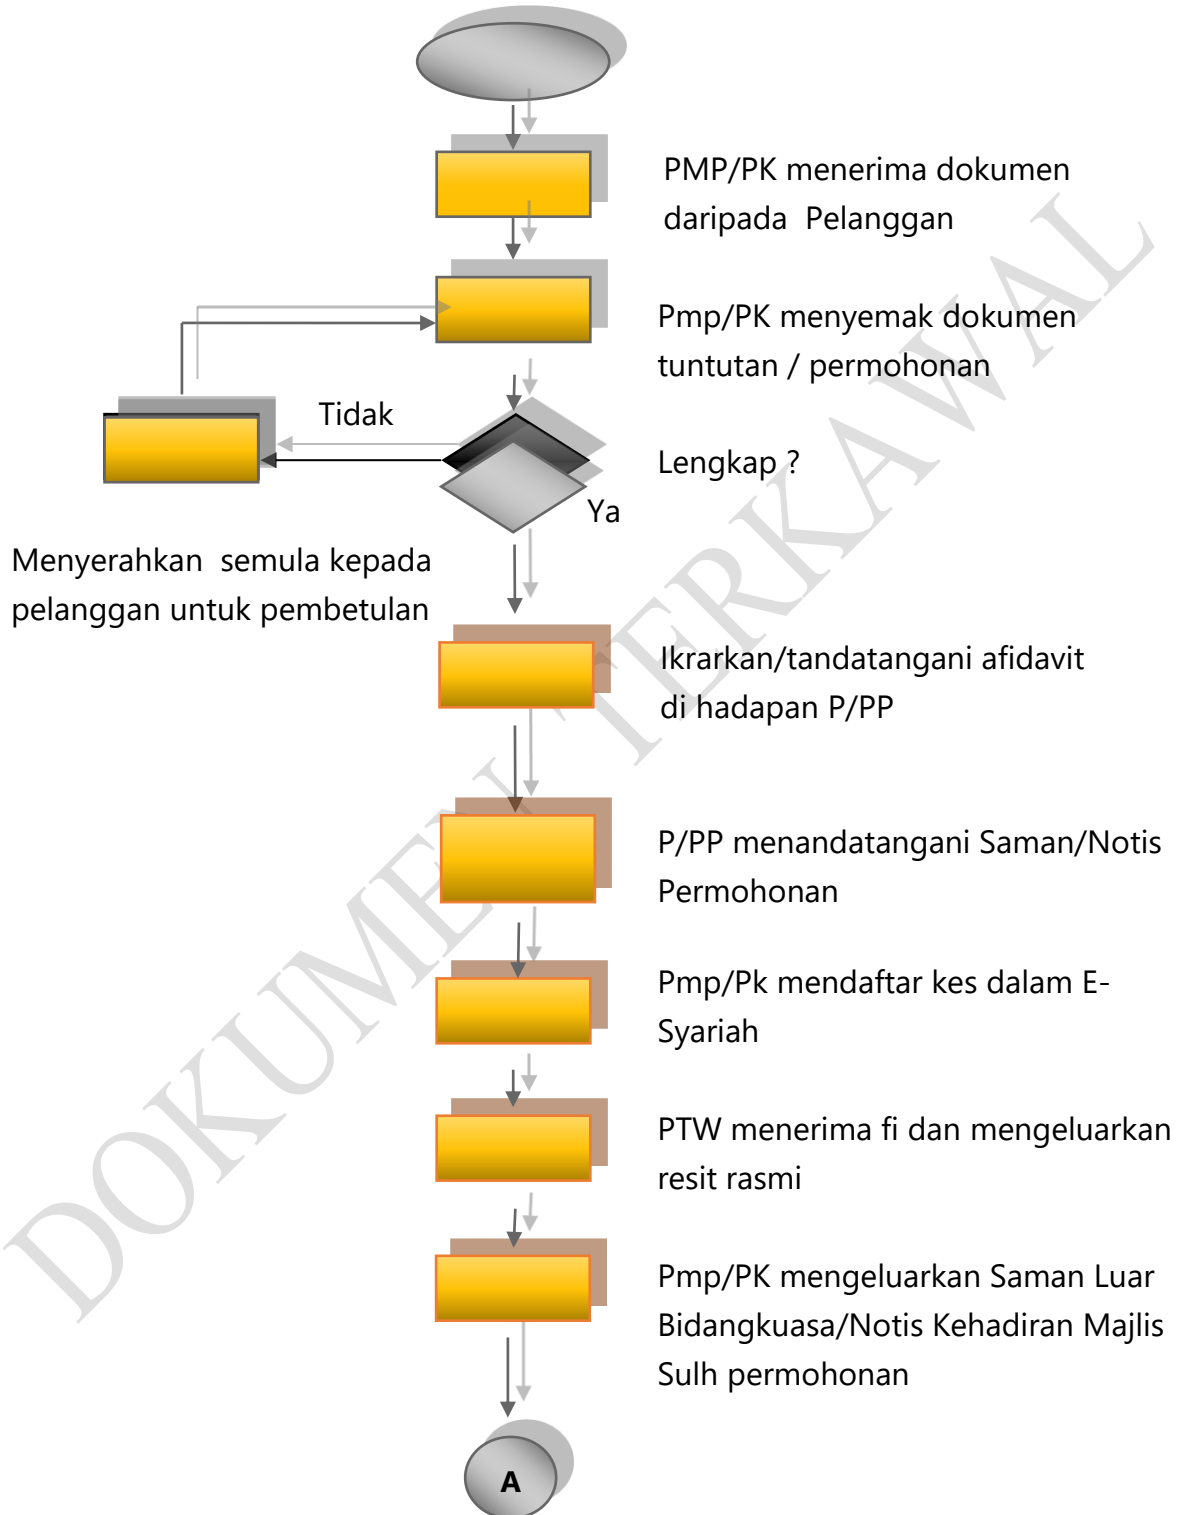 PMP/PK menerima dokumen
daripada  Pelanggan
Pmp/PK menyemak dokumen
tuntutan / permohonan
Tidak
Lengkap ?
Ya
Menyerahkan  semula kepada
pelanggan untuk pembetulan
Ikrarkan/tandatangani afidavit
di hadapan P/PP
P/PP menandatangani Saman/Notis
Permohonan
Pmp/Pk mendaftar kes dalam E-
Syariah
PTW menerima fi dan mengeluarkan
resit rasmi
Pmp/PK mengeluarkan Saman Luar
Bidangkuasa/Notis Kehadiran Majlis
Sulh permohonan
A
DOKUMEN TERKAWAL